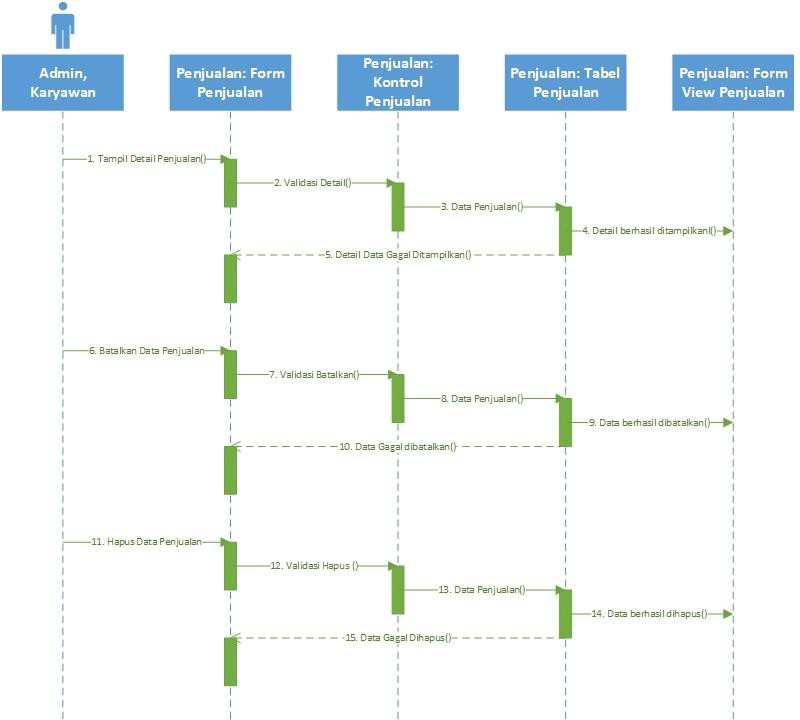 Admin,
Karyawan
Penjualan: Form
Penjualan
Penjualan:
Kontrol
Penjualan
Penjualan: Tabel
Penjualan
Penjualan: Form
View Penjualan
1. Tampil Detail Penjualan()
2. Validasi Detail()
3. Data Penjualan()
4. Detail berhasil ditampilkanl()
5. Detail Data Gagal Ditampilkan()
6. Batalkan Data Penjualan
7. Validasi Batalkan()
8. Data Penjualan()
9. Data berhasil dibatalkan()
10. Data Gagal dibatalkan()
11. Hapus Data Penjualan
12. Validasi Hapus ()
13. Data Penjualan()
14. Data berhasil dihapus()
15. Data Gagal Dihapus()